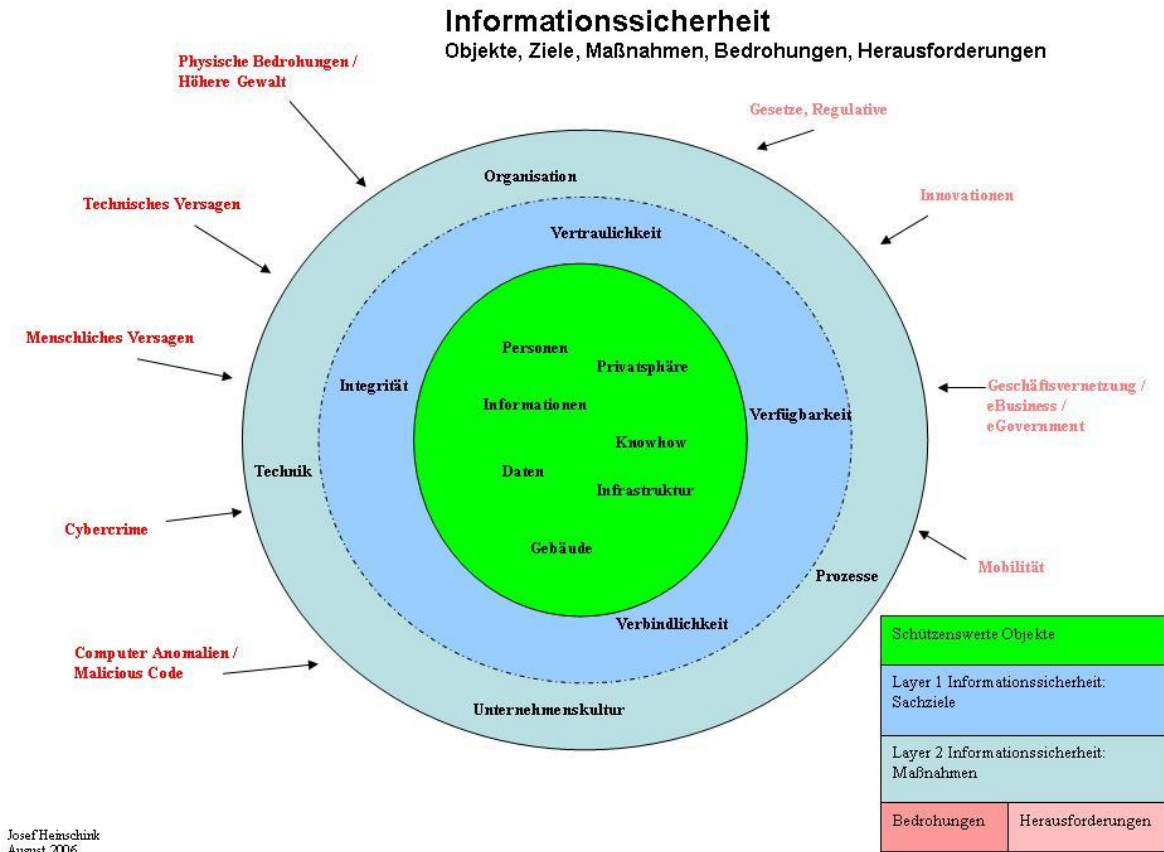 Informationssicherheit
Objekte, Ziele, Maßnahmen, Bedrohungen, Herausforderungen
Physische Bedrohungen /
Höhere Gewalt
Gesetze, Regulative
Organisation
Technisches Versagen
Innovationen
Vertraulichkeit
Menschliches Versagen
Personen
Privatsphäre
Integrität
Informationen
Verfügbarkeit
Geschäftsvernetzung /
eBusiness /
eGovernment
Knowhow
Technik
Daten
Infrastruktur
Cybercrime
Gebäude
Mobilität
Prozesse
Verbindlichkeit
Computer Anomalien /
Malicious Code
Unternehmenskultur
Schützenswerte Objekte
Layer 1 Informationssicherheit:
Sachziele
Layer 2 Informationssicherheit:
Maßnahmen
Bedrohungen
Herausforderungen
Josef Heinschink
August 2006